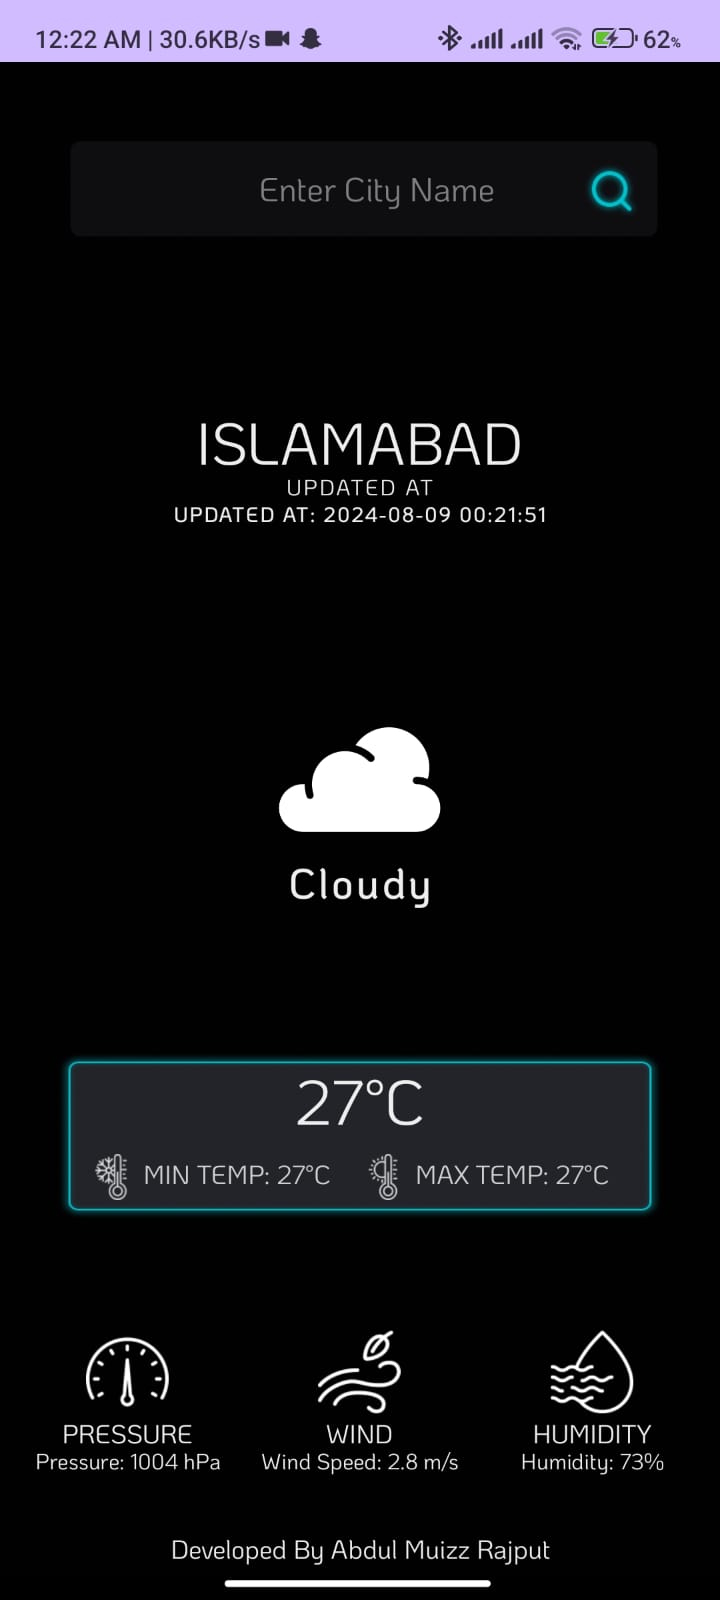 12:22 AM | 30.6KB/s 62%
Enter City Name
ISLAMABAD
UPDATED AT
UPDATED AT: 2024-08-09 00:21:51
Cloudy
27°C
MIN TEMP: 27°C MAX TEMP: 27°C
PRESSURE WIND HUMIDITY
Pressure: 1004 hPa Wind Speed: 2.8 m/s Humidity: 73%
Developed By Abdul Muizz Rajput